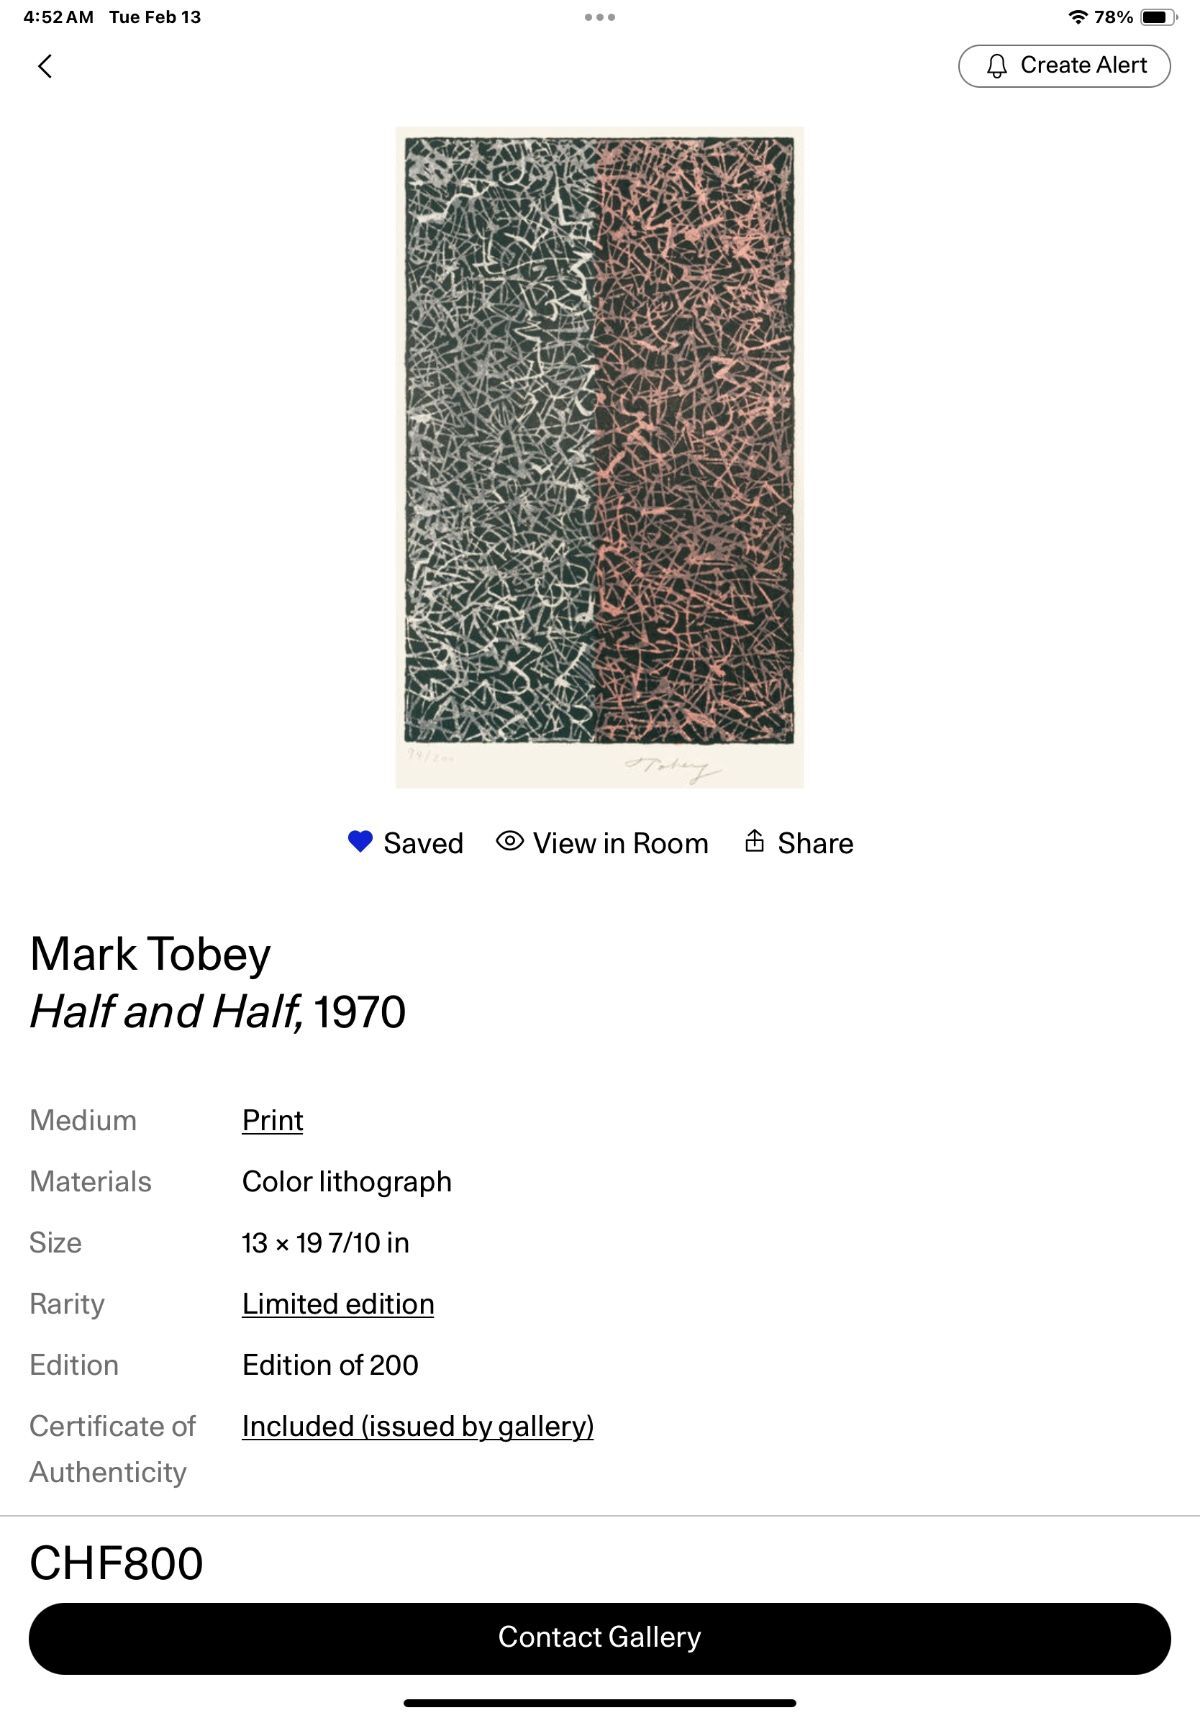 4:52 AM Tue Feb 13
78%
Create Alert
94/200
Tobey
Saved View in Room Share
Mark Tobey
Half and Half, 1970
Medium Print
Materials Color lithograph
Size 13 × 19 7/10 in
Rarity Limited edition
Edition Edition of 200
Certificate of Included (issued by gallery)
Authenticity
CHF800
Contact Gallery